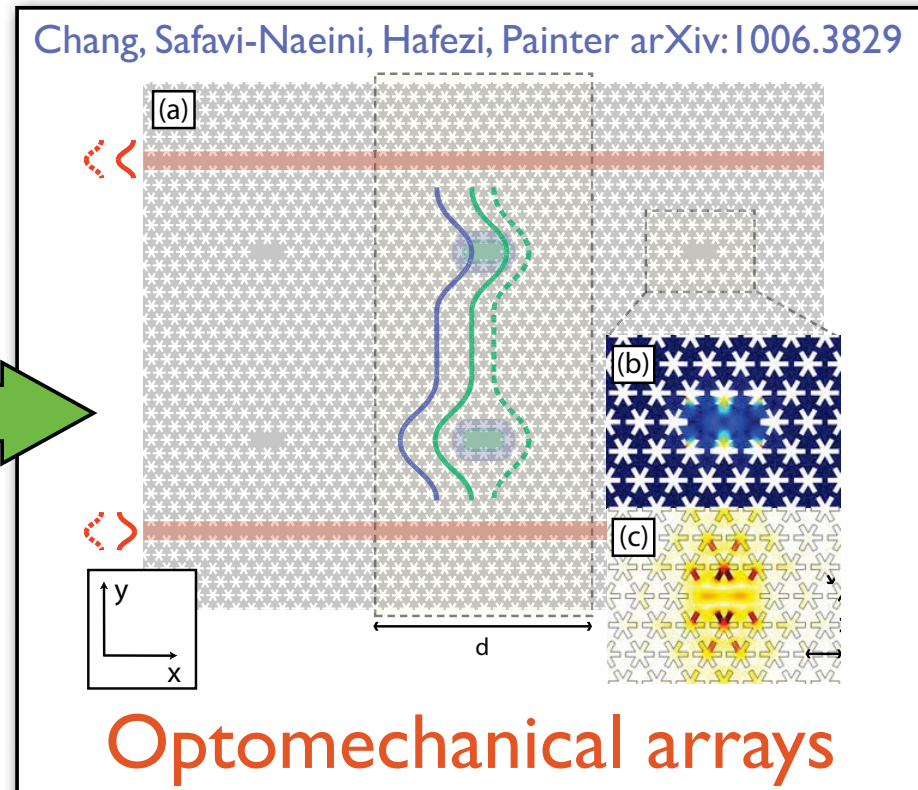 Chang, Safavi-Naeini, Hafezi, Painter arXiv:1006.3829
(a)
(b)
(c)
y
x
d
Optomechanical arrays